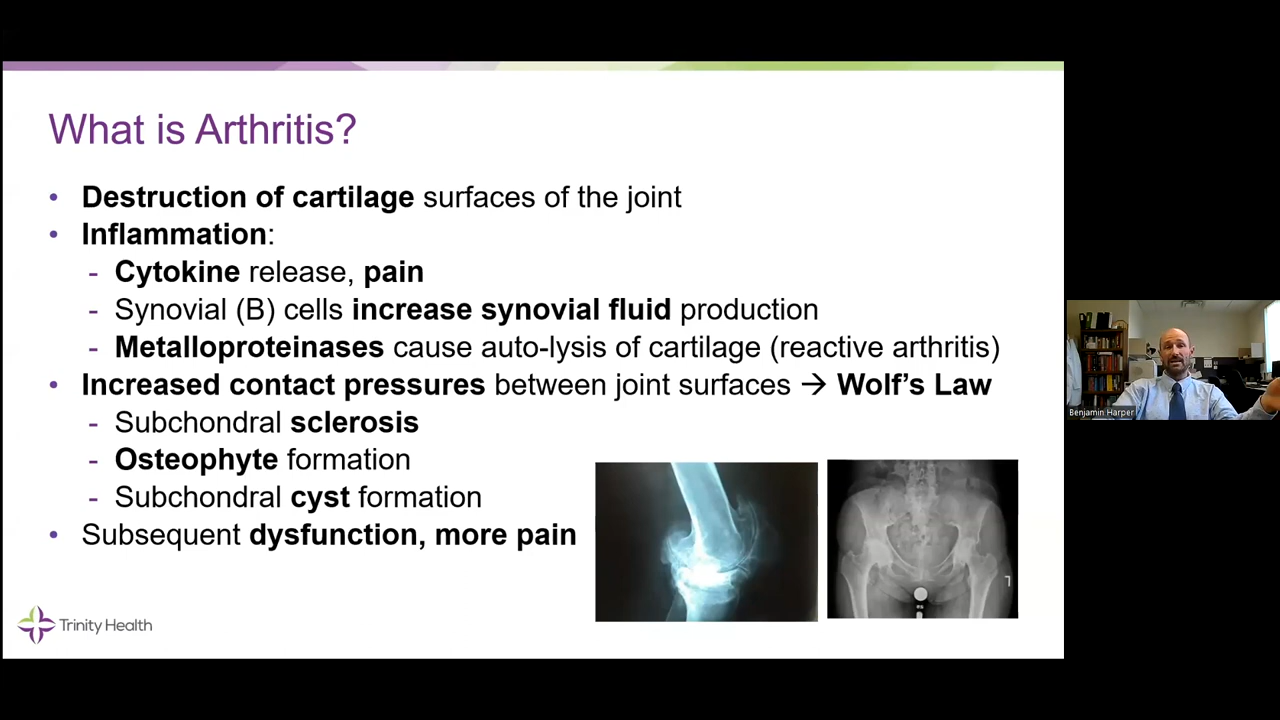 What is Arthritis?
• Destruction of cartilage surfaces of the joint
• Inflammation:
- Cytokine release, pain
- Synovial (B) cells increase synovial fluid production
- Metalloproteinases cause auto-lysis of cartilage (reactive arthritis)
• Increased contact pressures between joint surfaces → Wolf's Law
- Subchondral sclerosis
- Osteophyte formation
- Subchondral cyst formation
• Subsequent dysfunction, more pain
Trinity Health
Benjamin Harper